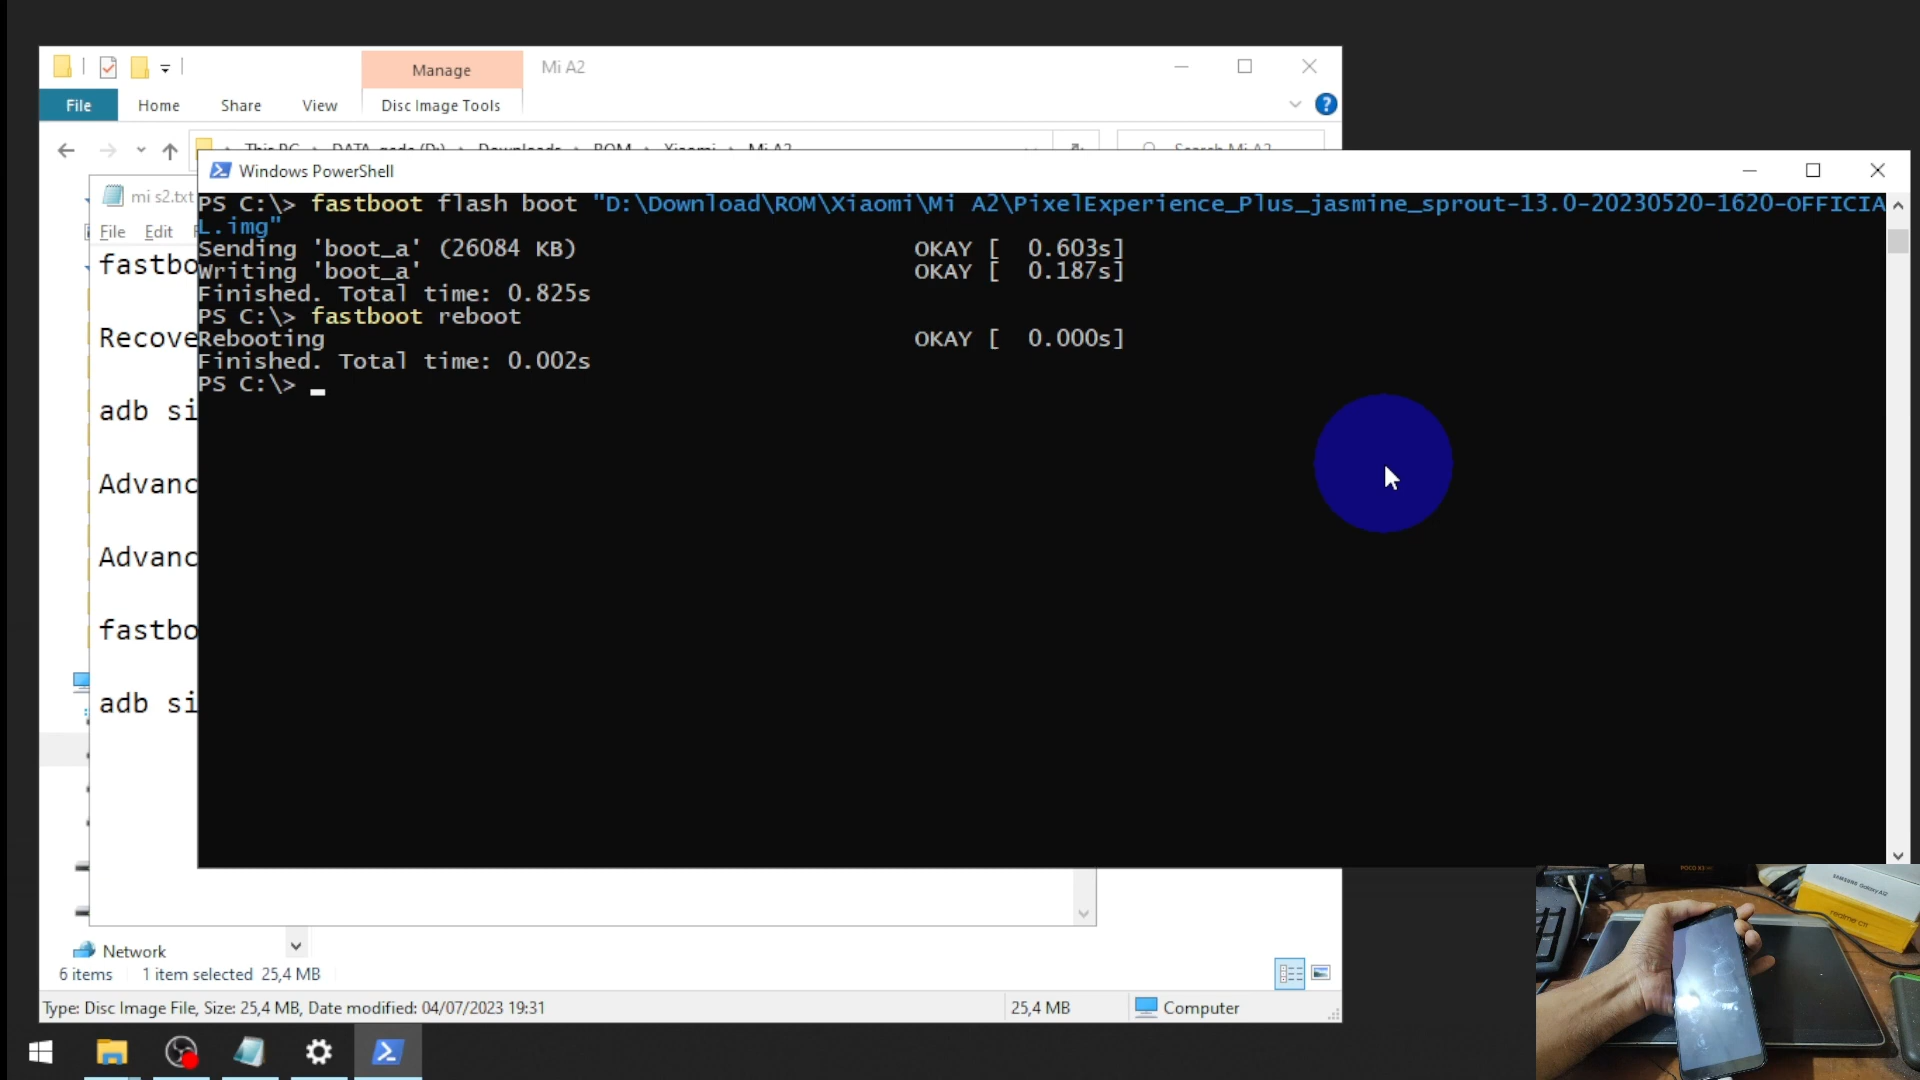 Manage
Mi A2
File
Home
Share
View
Disc Image Tools
Windows PowerShell
mi s2.txt
File Edit
PS C:\> fastboot flash boot "D:\Download\ROM\Xiaomi\Mi A2\PixelExperience_Plus_jasmine_sprout-13.0-20230520-1620-OFFICIA
L.img"
Sending 'boot_a' (26084 KB) OKAY [ 0.603s]
Writing 'boot_a' OKAY [ 0.187s]
Finished. Total time: 0.825s
PS C:\> fastboot reboot
Rebooting OKAY [ 0.000s]
Finished. Total time: 0.002s
PS C:\>
fastbo
Recove
adb si
Advanc
Advanc
fastbo
adb si
Network
6 items 1 item selected 25,4 MB
Type: Disc Image File, Size: 25,4 MB, Date modified: 04/07/2023 19:31
25,4 MB
Computer
realme C11